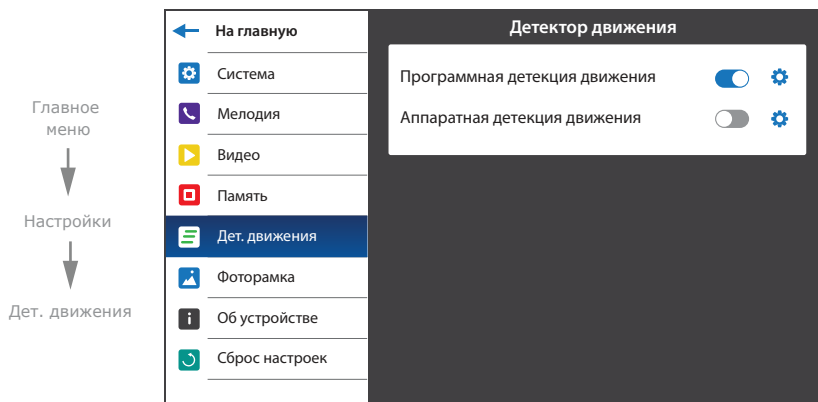 Главное
меню
Настройки
Дет. движения
На главную
Система
Мелодия
Видео
Память
Дет. движения
Фоторамка
Об устройстве
Сброс настроек
Детектор движения
Программная детекция движения
Аппаратная детекция движения